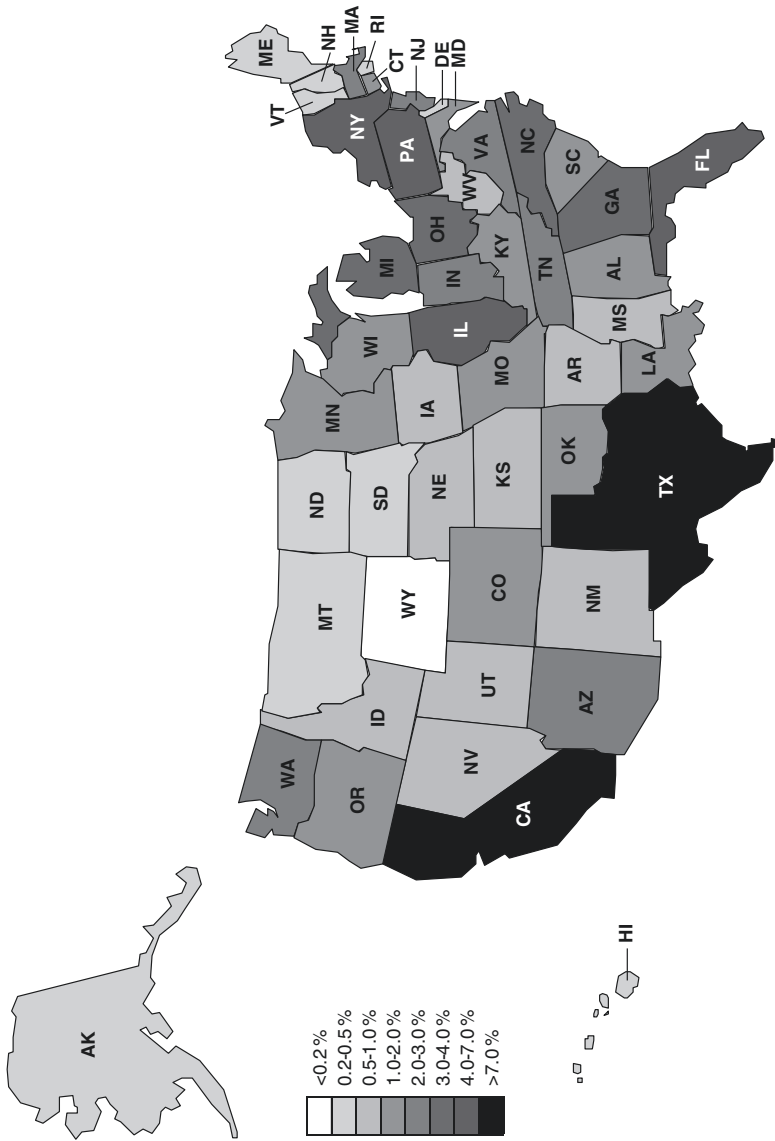 AK
HI
WA
OR
CA
NV
ID
MT
WY
UT
AZ
CO
NM
ND
SD
NE
KS
OK
TX
MN
IA
MO
AR
LA
WI
IL
MI
IN
OH
KY
TN
MS
AL
GA
FL
SC
NC
VA
WV
PA
NY
VT
NH
ME
MA
RI
CT
NJ
DE
MD
<0.2 %
0.2-0.5 %
0.5-1.0 %
1.0-2.0 %
2.0-3.0 %
3.0-4.0 %
4.0-7.0 %
>7.0 %